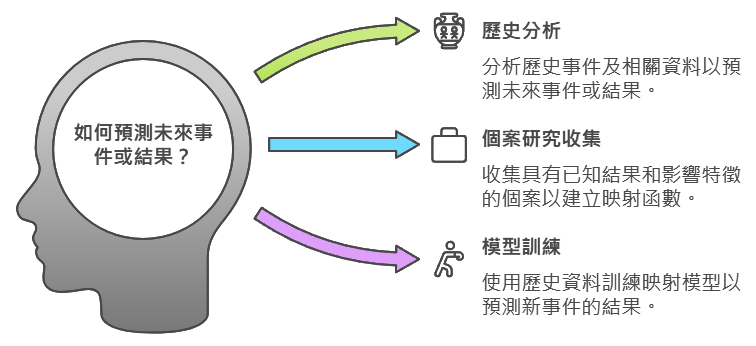 如何預測未來事
件或結果？
歷史分析
分析歷史事件及相關資料以預
測未來事件或結果。
個案研究收集
收集具有已知結果和影響特徵
的個案以建立映射函數。
模型訓練
使用歷史資料訓練映射模型以
預測新事件的結果。